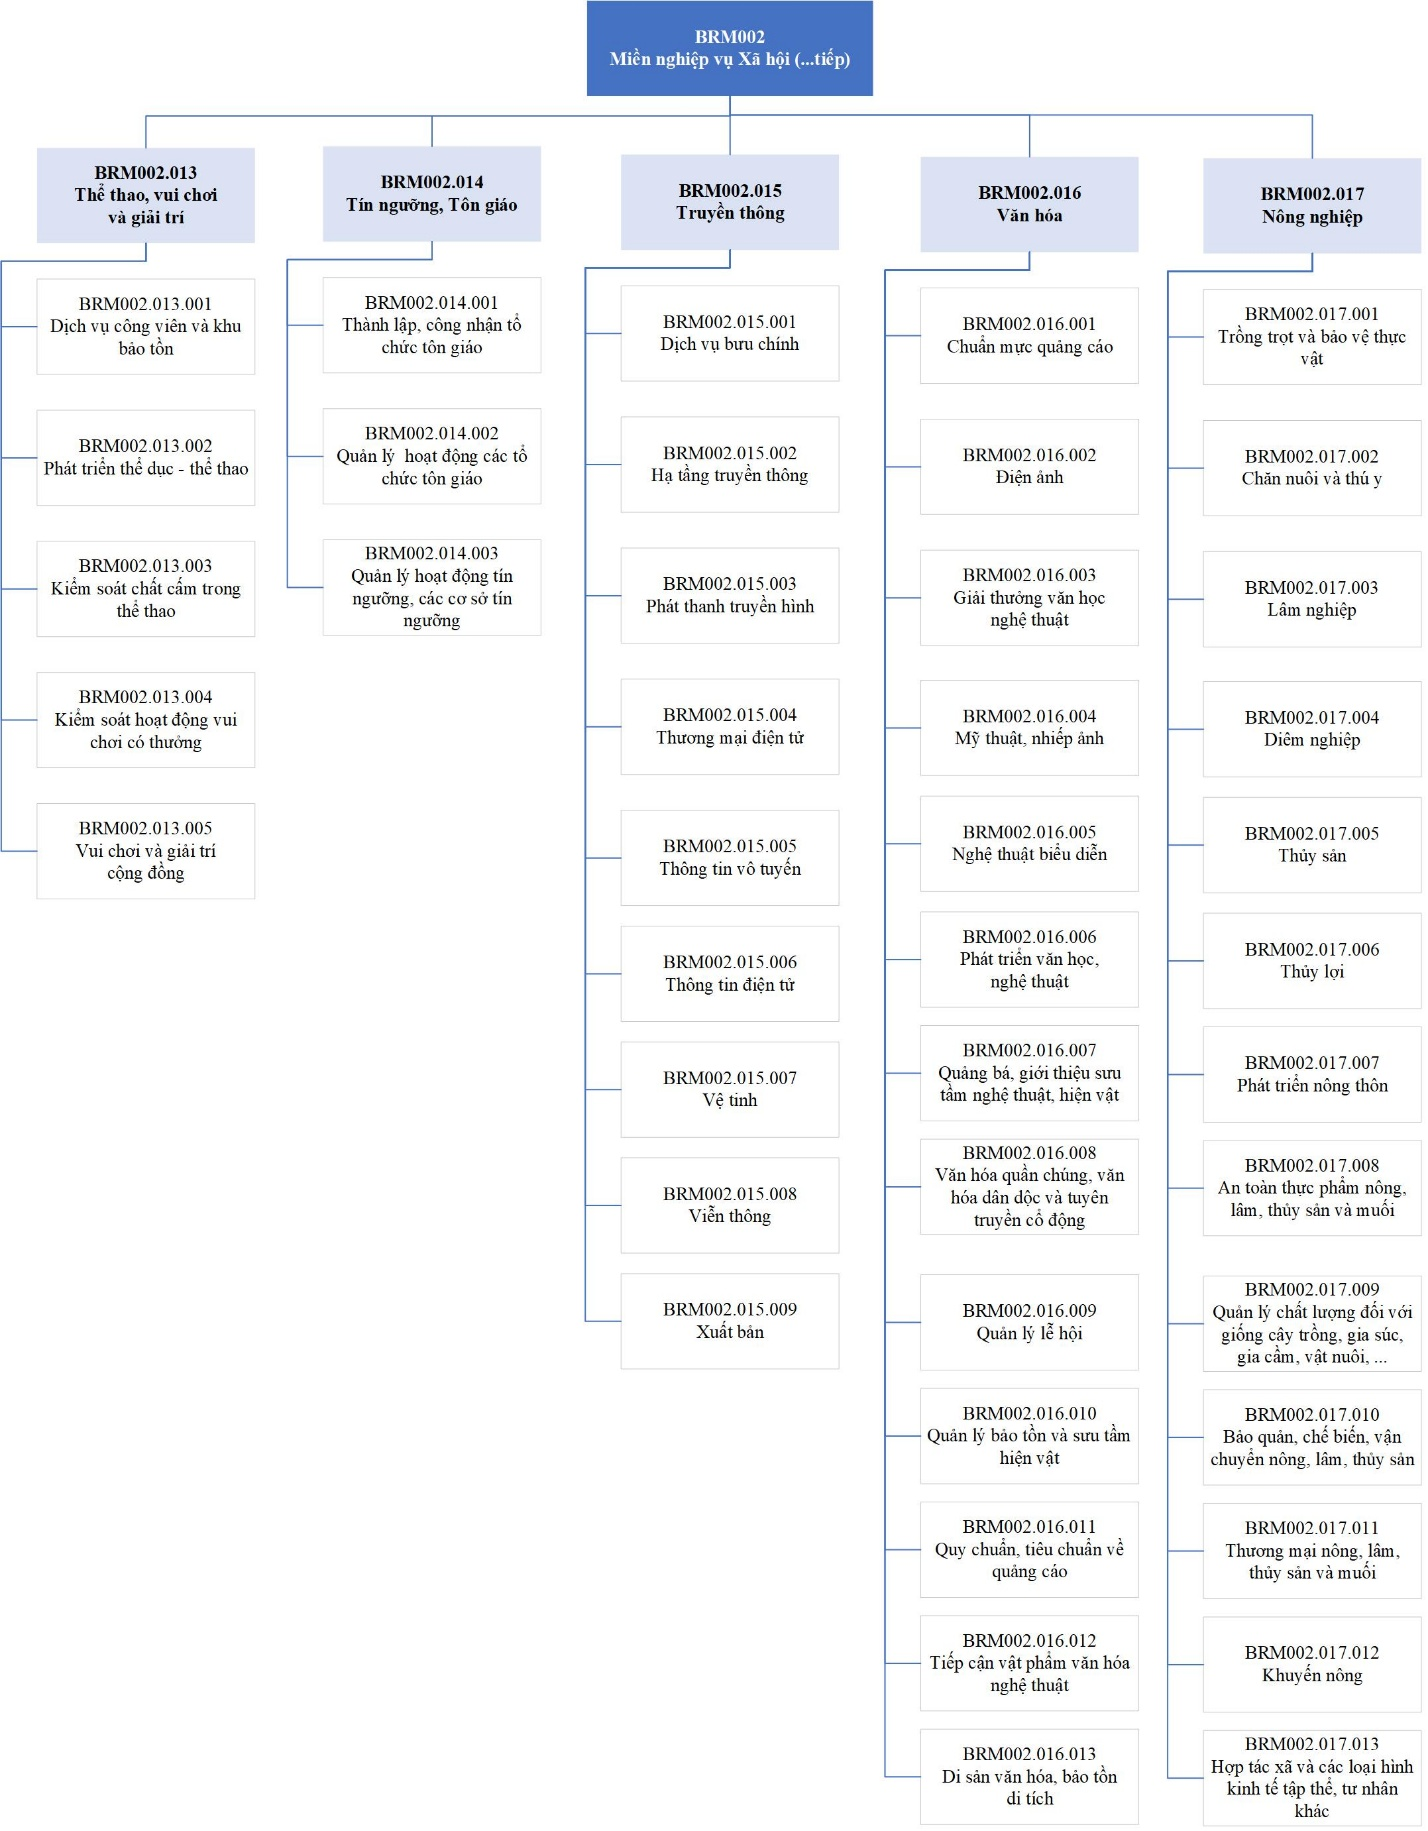 BRM002
Miền nghiệp vụ Xã hội (...tiếp)
BRM002.013
Thể thao, vui chơi
và giải trí
BRM002.013.001
Dịch vụ công viên và khu
bảo tồn
BRM002.013.002
Phát triển thể dục - thể thao
BRM002.013.003
Kiểm soát chất cấm trong
thể thao
BRM002.013.004
Kiểm soát hoạt động vui
chơi có thưởng
BRM002.013.005
Vui chơi và giải trí
cộng đồng
BRM002.014
Tín ngưỡng, Tôn giáo
BRM002.014.001
Thành lập, công nhận tổ
chức tôn giáo
BRM002.014.002
Quản lý  hoạt động các tổ
chức tôn giáo
BRM002.014.003
Quản lý hoạt động tín
ngưỡng, các cơ sở tín
ngưỡng
BRM002.015
Truyền thông
BRM002.015.001
Dịch vụ bưu chính
BRM002.015.002
Hạ tầng truyền thông
BRM002.015.003
Phát thanh truyền hình
BRM002.015.004
Thương mại điện tử
BRM002.015.005
Thông tin vô tuyến
BRM002.015.006
Thông tin điện tử
BRM002.015.007
Vệ tinh
BRM002.015.008
Viễn thông
BRM002.015.009
Xuất bản
BRM002.016
Văn hóa
BRM002.016.001
Chuẩn mực quảng cáo
BRM002.016.002
Điện ảnh
BRM002.016.003
Giải thưởng văn học
nghệ thuật
BRM002.016.004
Mỹ thuật, nhiếp ảnh
BRM002.016.005
Nghệ thuật biểu diễn
BRM002.016.006
Phát triển văn học,
nghệ thuật
BRM002.016.007
Quảng bá, giới thiệu sưu
tầm nghệ thuật, hiện vật
BRM002.016.008
Văn hóa quần chúng, văn
hóa dân dộc và tuyên
truyền cổ động
BRM002.016.009
Quản lý lễ hội
BRM002.016.010
Quản lý bảo tồn và sưu tầm
hiện vật
BRM002.016.011
Quy chuẩn, tiêu chuẩn về
quảng cáo
BRM002.016.012
Tiếp cận vật phẩm văn hóa
nghệ thuật
BRM002.016.013
Di sản văn hóa, bảo tồn
di tích
BRM002.017
Nông nghiệp
BRM002.017.001
Trồng trọt và bảo vệ thực
vật
BRM002.017.002
Chăn nuôi và thú y
BRM002.017.003
Lâm nghiệp
BRM002.017.004
Diêm nghiệp
BRM002.017.005
Thủy sản
BRM002.017.006
Thủy lợi
BRM002.017.007
Phát triển nông thôn
BRM002.017.008
An toàn thực phẩm nông,
lâm, thủy sản và muối
BRM002.017.009
Quản lý chất lượng đối với
giống cây trồng, gia súc,
gia cầm, vật nuôi, ...
BRM002.017.010
Bảo quản, chế biến, vận
chuyển nông, lâm, thủy sản
BRM002.017.011
Thương mại nông, lâm,
thủy sản và muối
BRM002.017.012
Khuyến nông
BRM002.017.013
Hợp tác xã và các loại hình
kinh tế tập thể, tư nhân
khác